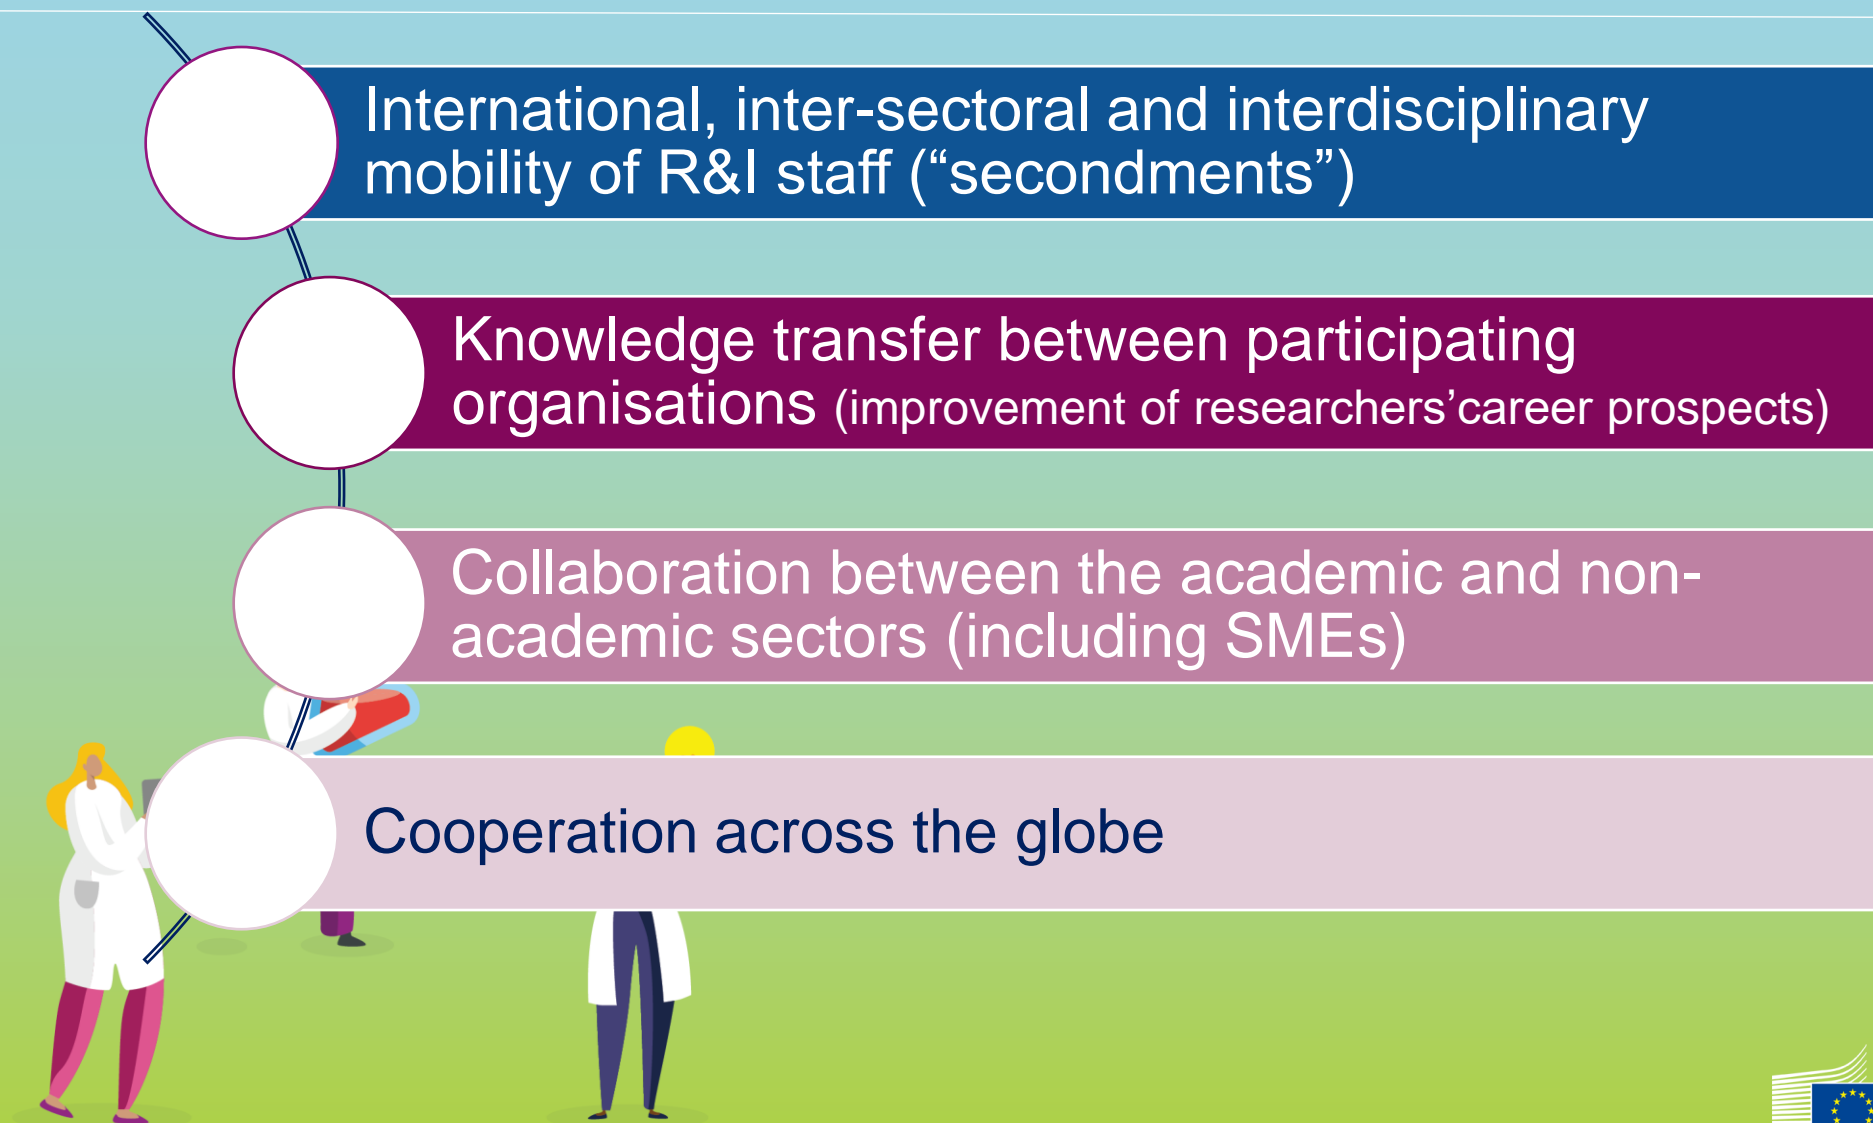 International, inter-sectoral and interdisciplinary
mobility of R&I staff (“secondments”)
Knowledge transfer between participating
organisations (improvement of researchers’career prospects)
Collaboration between the academic and non-
academic sectors (including SMEs)
Cooperation across the globe